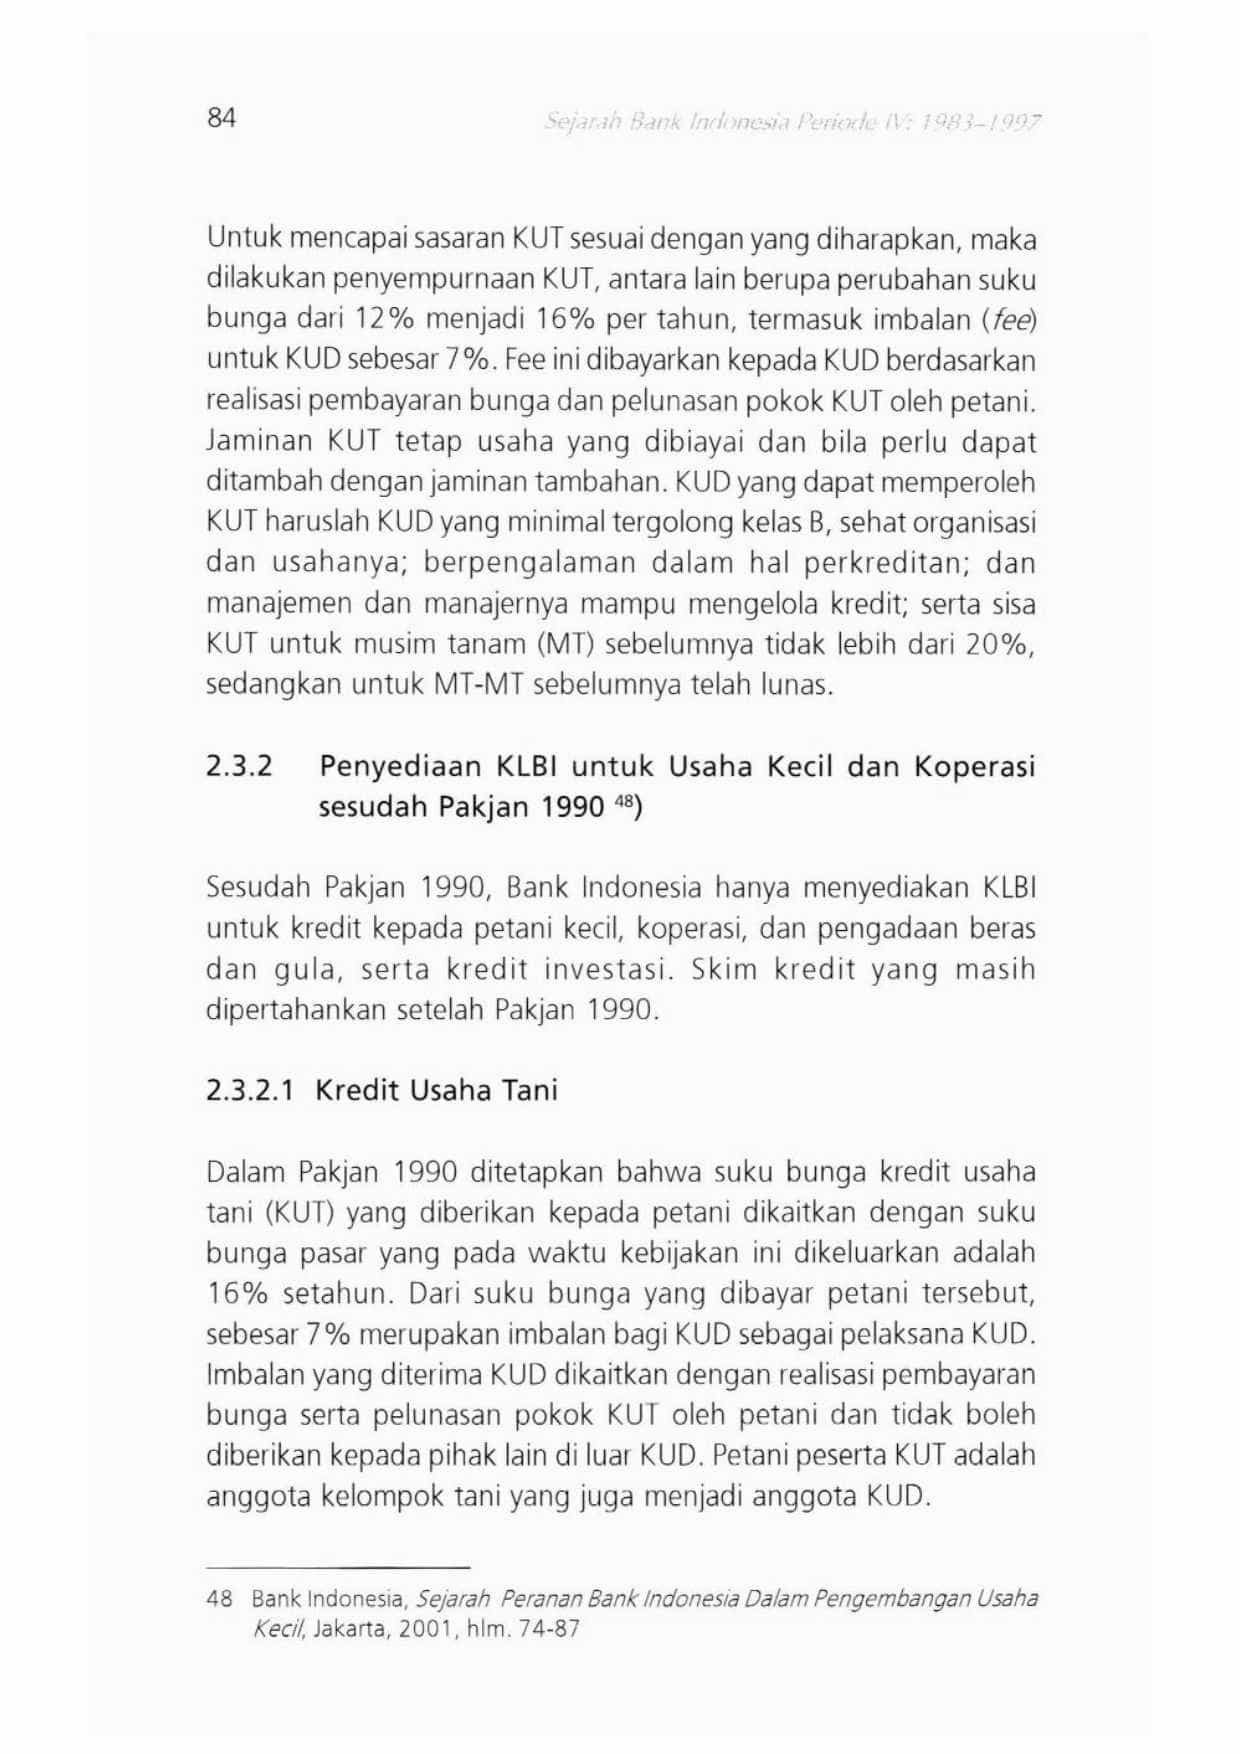 84
Sejarah Bank Indonesia Periode IV: 1983–1997
Untuk mencapai sasaran KUT sesuai dengan yang diharapkan, maka
dilakukan penyempurnaan KUT, antara lain berupa perubahan suku
bunga dari 12% menjadi 16% per tahun, termasuk imbalan (fee)
untuk KUD sebesar 7%. Fee ini dibayarkan kepada KUD berdasarkan
realisasi pembayaran bunga dan pelunasan pokok KUT oleh petani.
Jaminan KUT tetap usaha yang dibiayai dan bila perlu dapat
ditambah dengan jaminan tambahan. KUD yang dapat memperoleh
KUT haruslah KUD yang minimal tergolong kelas B, sehat organisasi
dan usahanya; berpengalaman dalam hal perkreditan; dan
manajemen dan manajernya mampu mengelola kredit; serta sisa
KUT untuk musim tanam (MT) sebelumnya tidak lebih dari 20%,
sedangkan untuk MT-MT sebelumnya telah lunas.
2.3.2 Penyediaan KLBI untuk Usaha Kecil dan Koperasi
sesudah Pakjan 1990 48)
Sesudah Pakjan 1990, Bank Indonesia hanya menyediakan KLBI
untuk kredit kepada petani kecil, koperasi, dan pengadaan beras
dan gula, serta kredit investasi. Skim kredit yang masih
dipertahankan setelah Pakjan 1990.
2.3.2.1 Kredit Usaha Tani
Dalam Pakjan 1990 ditetapkan bahwa suku bunga kredit usaha
tani (KUT) yang diberikan kepada petani dikaitkan dengan suku
bunga pasar yang pada waktu kebijakan ini dikeluarkan adalah
16% setahun. Dari suku bunga yang dibayar petani tersebut,
sebesar 7% merupakan imbalan bagi KUD sebagai pelaksana KUD.
Imbalan yang diterima KUD dikaitkan dengan realisasi pembayaran
bunga serta pelunasan pokok KUT oleh petani dan tidak boleh
diberikan kepada pihak lain di luar KUD. Petani peserta KUT adalah
anggota kelompok tani yang juga menjadi anggota KUD.
48 Bank Indonesia, Sejarah Peranan Bank Indonesia Dalam Pengembangan Usaha
Kecil, Jakarta, 2001, hlm. 74-87